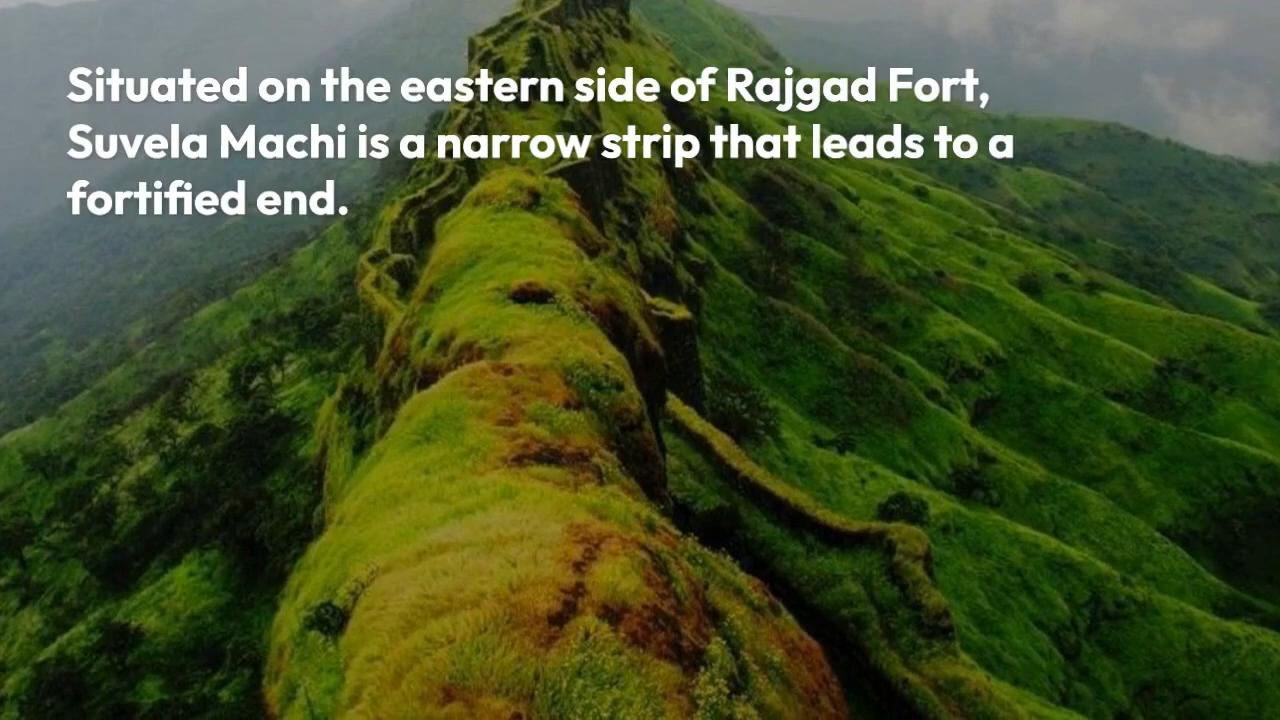 Situated on the eastern side of Rajgad Fort,
Suvela Machi is a narrow strip that leads to a
fortified end.